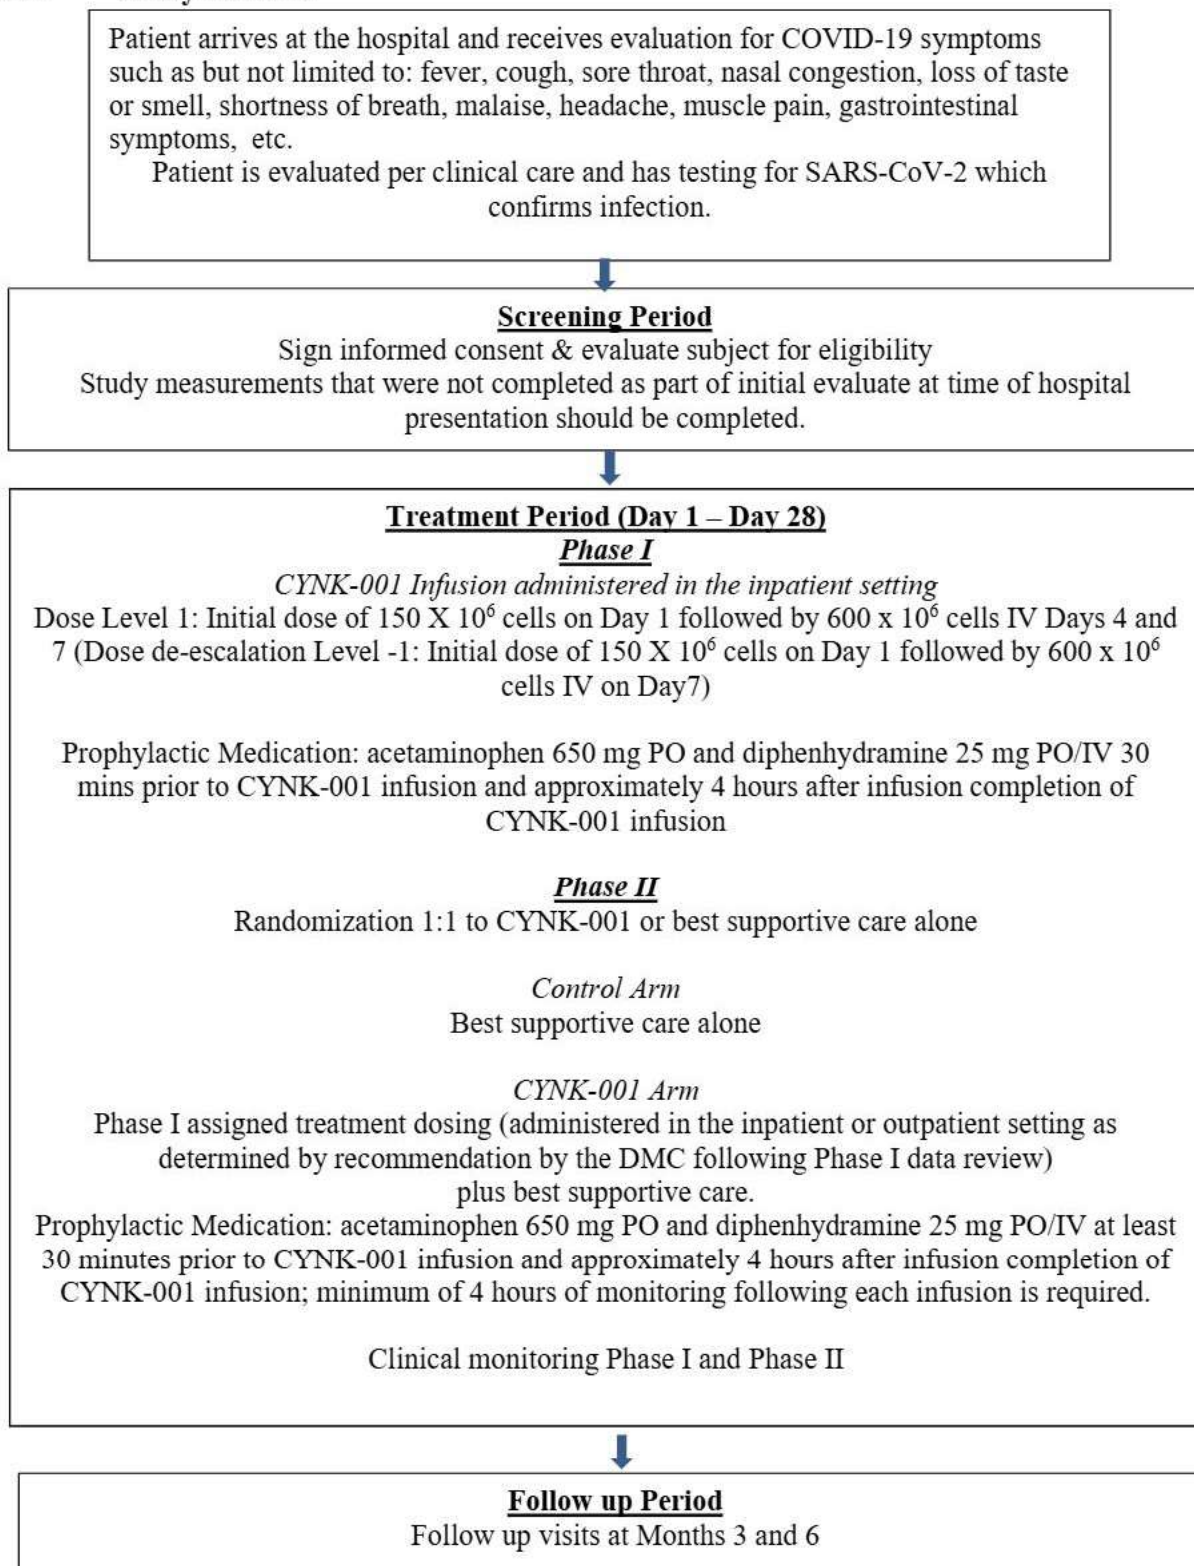 Patient arrives at the hospital and receives evaluation for COVID-19 symptoms
such as but not limited to: fever, cough, sore throat, nasal congestion, loss of taste
or smell, shortness of breath, malaise, headache, muscle pain, gastrointestinal
symptoms,  etc.
Patient is evaluated per clinical care and has testing for SARS-CoV-2 which
confirms infection.
Screening Period
Sign informed consent & evaluate subject for eligibility
Study measurements that were not completed as part of initial evaluate at time of hospital
presentation should be completed.
Treatment Period (Day 1 – Day 28)
Phase I
CYNK-001 Infusion administered in the inpatient setting
Dose Level 1: Initial dose of 150 X 10⁶ cells on Day 1 followed by 600 x 10⁶ cells IV Days 4 and
7 (Dose de-escalation Level -1: Initial dose of 150 X 10⁶ cells on Day 1 followed by 600 x 10⁶
cells IV on Day7)
Prophylactic Medication: acetaminophen 650 mg PO and diphenhydramine 25 mg PO/IV 30
mins prior to CYNK-001 infusion and approximately 4 hours after infusion completion of
CYNK-001 infusion
Phase II
Randomization 1:1 to CYNK-001 or best supportive care alone
Control Arm
Best supportive care alone
CYNK-001 Arm
Phase I assigned treatment dosing (administered in the inpatient or outpatient setting as
determined by recommendation by the DMC following Phase I data review)
plus best supportive care.
Prophylactic Medication: acetaminophen 650 mg PO and diphenhydramine 25 mg PO/IV at least
30 minutes prior to CYNK-001 infusion and approximately 4 hours after infusion completion of
CYNK-001 infusion; minimum of 4 hours of monitoring following each infusion is required.
Clinical monitoring Phase I and Phase II
Follow up Period
Follow up visits at Months 3 and 6